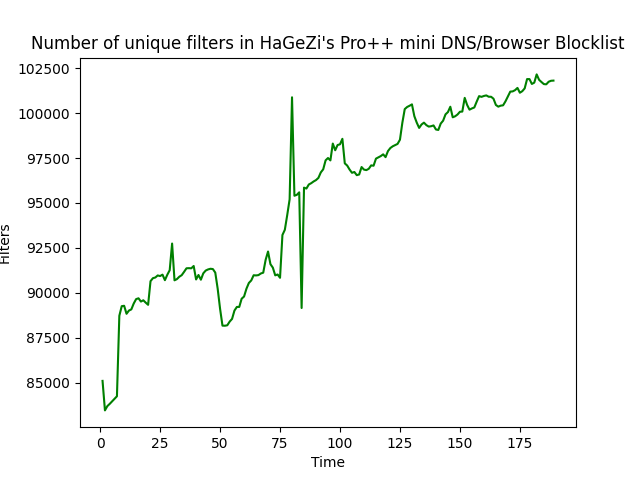 Number of unique filters in HaGeZi's Pro++ mini DNS/Browser Blocklist
102500
100000
97500
95000
92500
90000
87500
85000
Filters
0 25 50 75 100 125 150 175
Time